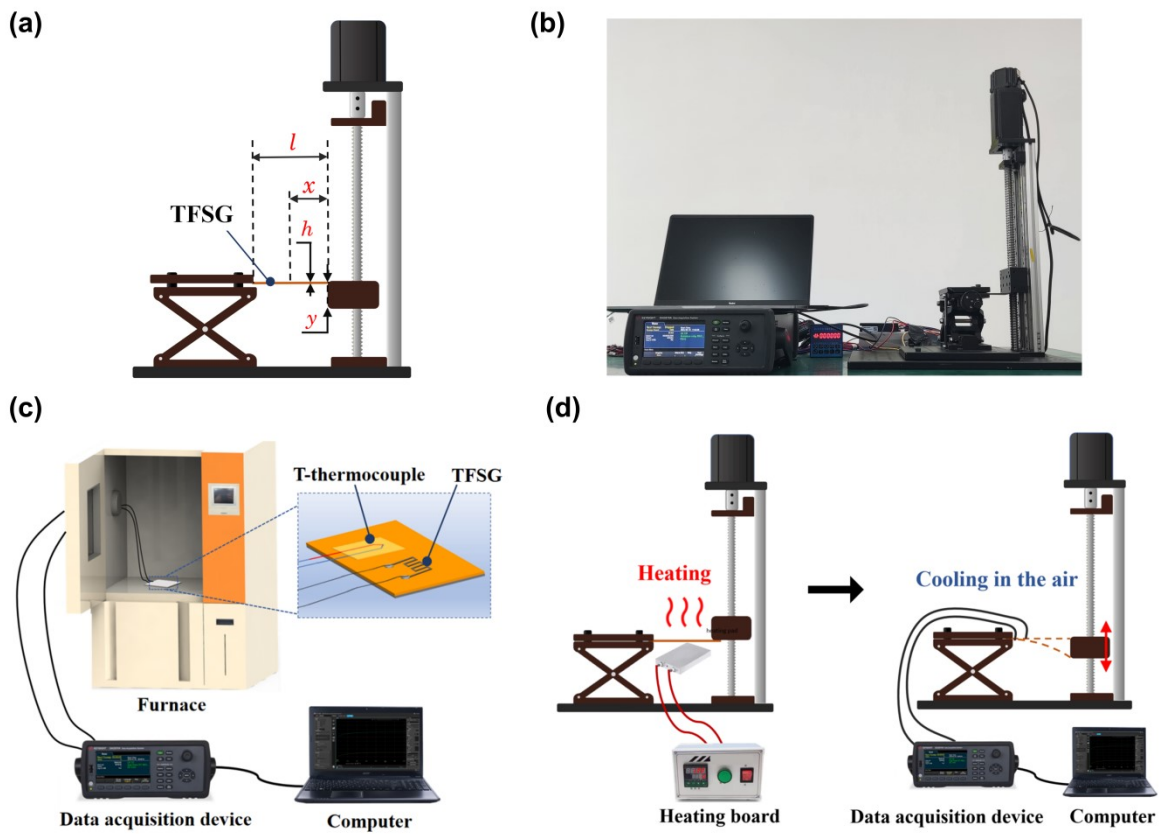 (a)
l
x
TFSG
h
y
(b)
(c)
T-thermocouple
TFSG
Furnace
Data acquisition device
Computer
(d)
Heating
Cooling in the air
Heating board
Data acquisition device
Computer